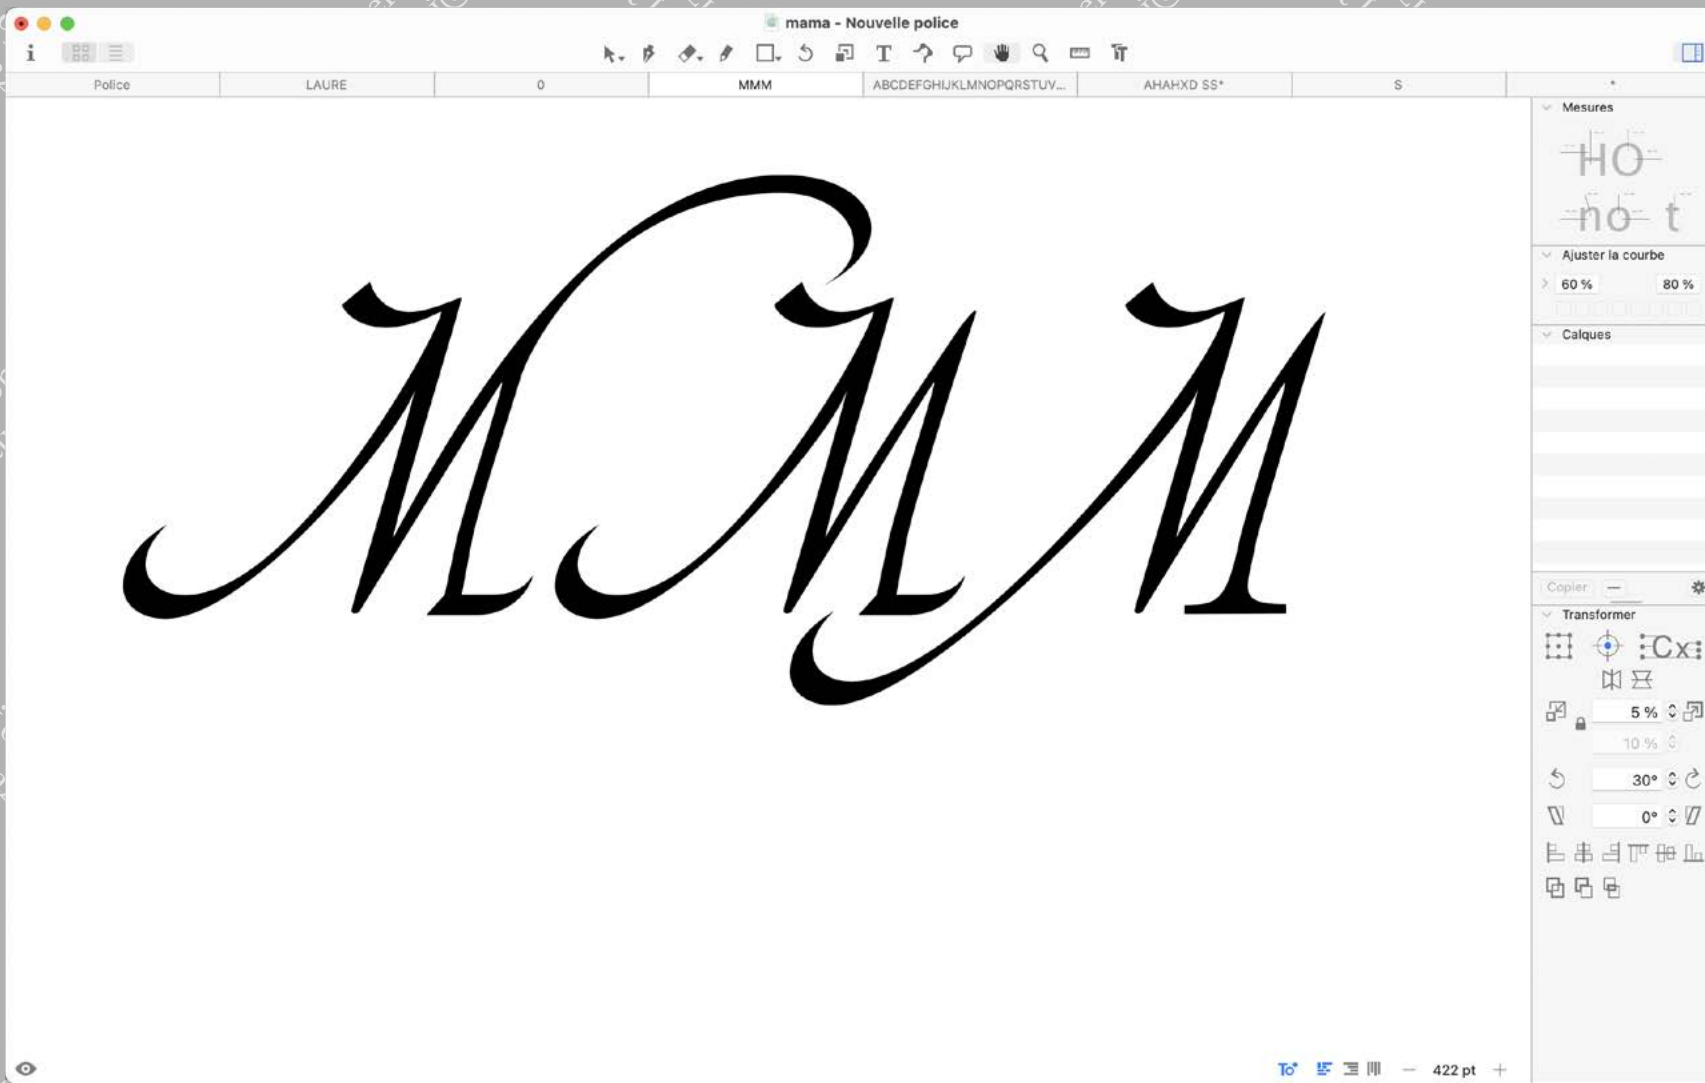 mama - Nouvelle police
Police LAURE 0 MMM ABCDEFGHIJKLMNOPQRSTUV... AHAHXD SS* S *
MMM
Mesures
HO
no t
Ajuster la courbe
60 % 80 %
Calques
Copier
Transformer
Cx
5 %
10 %
30°
0°
422 pt